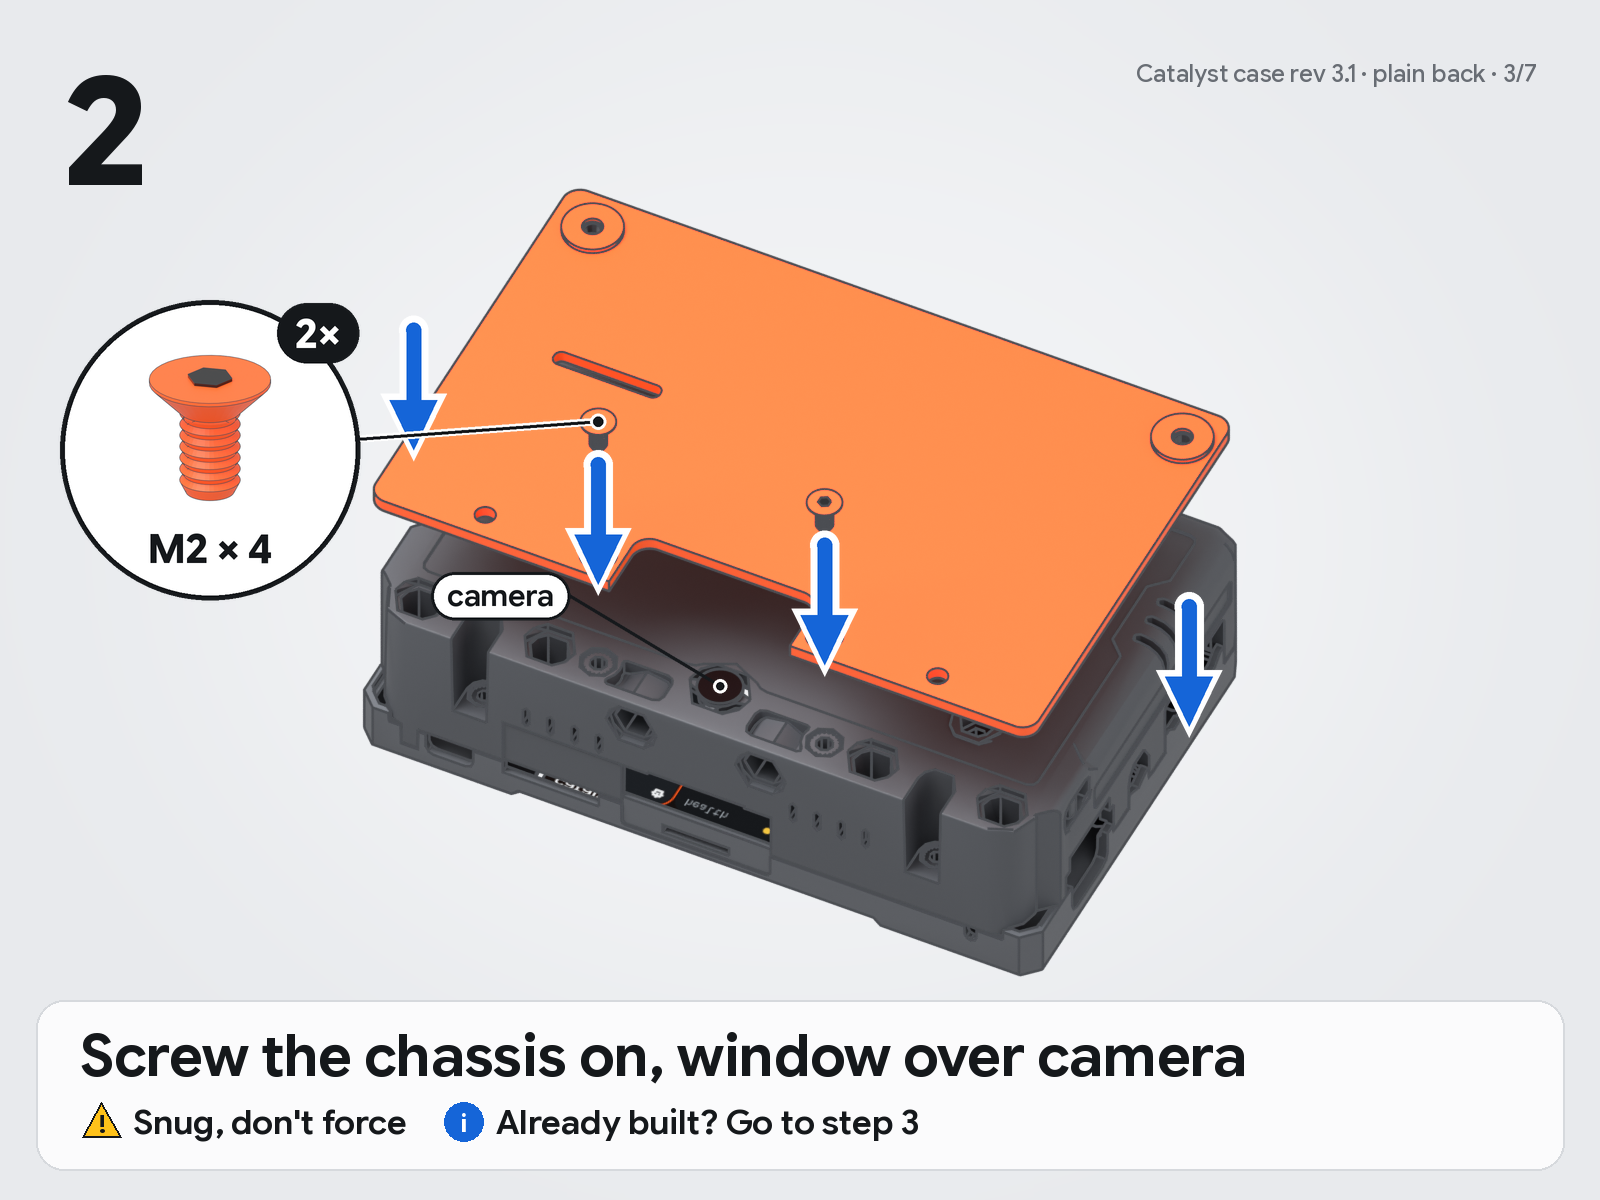 2
Catalyst case rev 3.1 · plain back · 3/7
2×
M2 × 4
camera
health
Screw the chassis on, window over camera
Snug, don't force
Already built? Go to step 3